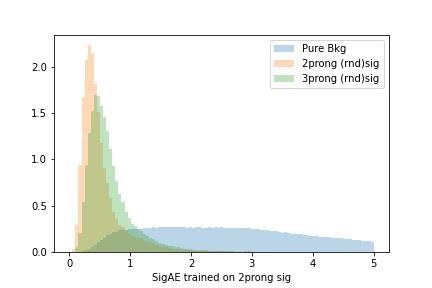 Pure Bkg
2prong (rnd)sig
3prong (rnd)sig
2.0
1.5
1.0
0.5
0.0
0 1 2 3 4 5
SigAE trained on 2prong sig